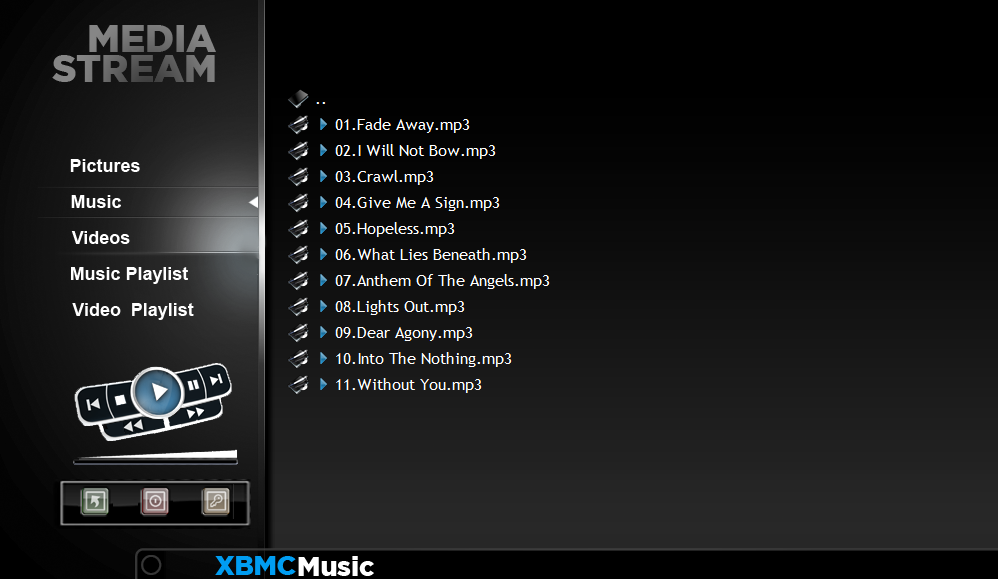 MEDIA
STREAM
Pictures
Music
Videos
Music Playlist
Video Playlist
..
01.Fade Away.mp3
02.I Will Not Bow.mp3
03.Crawl.mp3
04.Give Me A Sign.mp3
05.Hopeless.mp3
06.What Lies Beneath.mp3
07.Anthem Of The Angels.mp3
08.Lights Out.mp3
09.Dear Agony.mp3
10.Into The Nothing.mp3
11.Without You.mp3
XBMCMusic